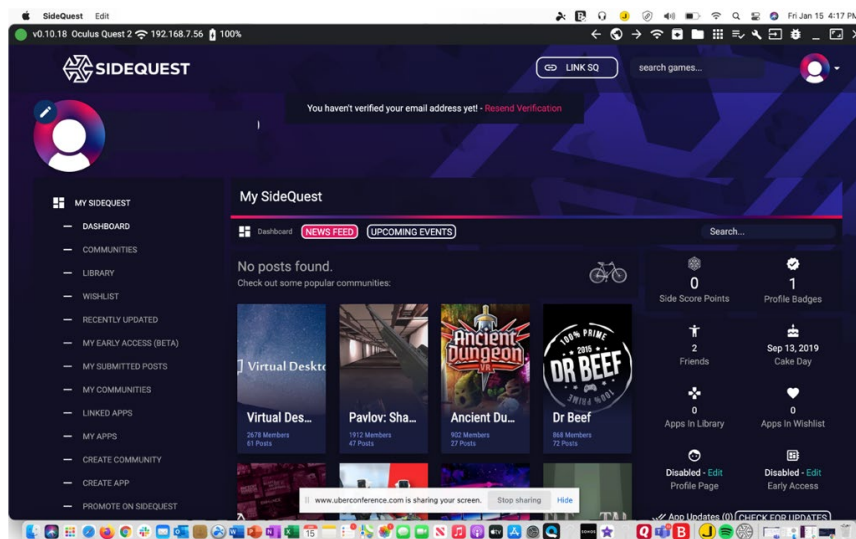 SideQuest Edit
Fri Jan 15 4:17 PM
v0.10.18 Oculus Quest 2 192.168.7.56 100%
SIDEQUEST
LINK SQ
search games...
You haven't verified your email address yet! - Resend Verification
MY SIDEQUEST
DASHBOARD
COMMUNITIES
LIBRARY
WISHLIST
RECENTLY UPDATED
MY EARLY ACCESS (BETA)
MY SUBMITTED POSTS
MY COMMUNITIES
LINKED APPS
MY APPS
CREATE COMMUNITY
CREATE APP
PROMOTE ON SIDEQUEST
My SideQuest
Dashboard NEWS FEED UPCOMING EVENTS Search...
No posts found.
Check out some popular communities:
Virtual Deskto
Virtual Des...
2678 Members
61 Posts
Pavlov: Sha...
1912 Members
47 Posts
Ancient
Dungeon
VR
Ancient Du...
902 Members
27 Posts
100% PRIME
2015
DR BEEF
Dr Beef
868 Members
72 Posts
0
Side Score Points
1
Profile Badges
2
Friends
Sep 13, 2019
Cake Day
0
Apps In Library
0
Apps In Wishlist
Disabled - Edit
Profile Page
Disabled - Edit
Early Access
App Updates (0) CHECK FOR UPDATES
www.uberconference.com is sharing your screen. Stop sharing Hide
15
SONOS